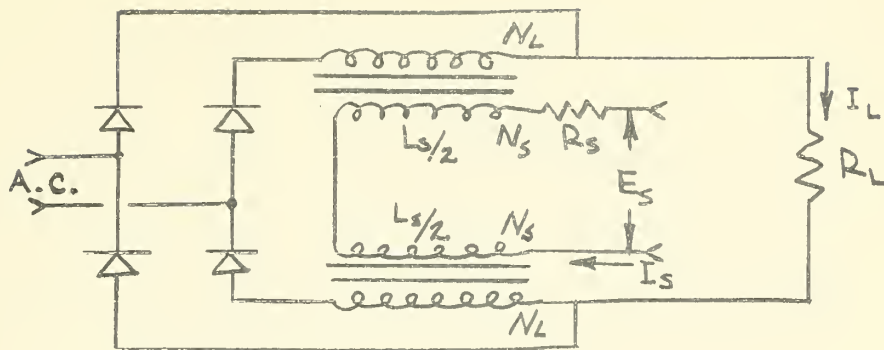 N_L
I_L
L_S/2 N_S R_S
A.C. E_S R_L
L_S/2 N_S
I_S
N_L